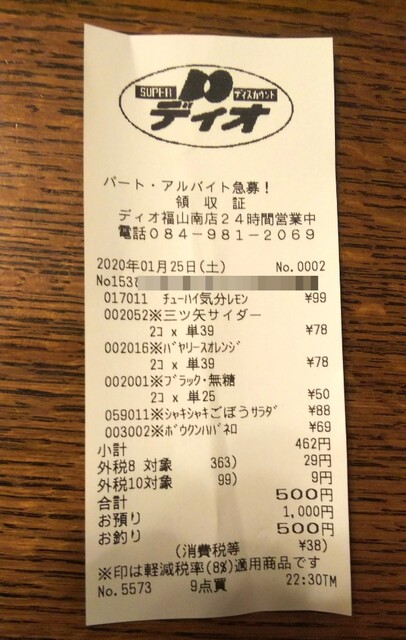 SUPER ディスカウント
ディオ
パート・アルバイト急募!
領収証
ディオ福山南店24時間営業中
電話084-981-2069
2020年01月25日(土) No.0002
No153
017011 チューハイ気分レモン ¥99
002052※三ツ矢サイダー
2コ x 単39 ¥78
002016※バヤリースオレンジ
2コ x 単39 ¥78
002001※ブラック・無糖
2コ x 単25 ¥50
059011※シャキシャキごぼうサラダ ¥88
003002※ボウクンハバネロ ¥69
小計 462円
外税8 対象 363) 29円
外税10対象 99) 9円
合計 500円
お預り 1,000円
お釣り 500円
(消費税等 ¥38)
※印は軽減税率(8%)適用商品です
No.5573 9点買 22:30TM